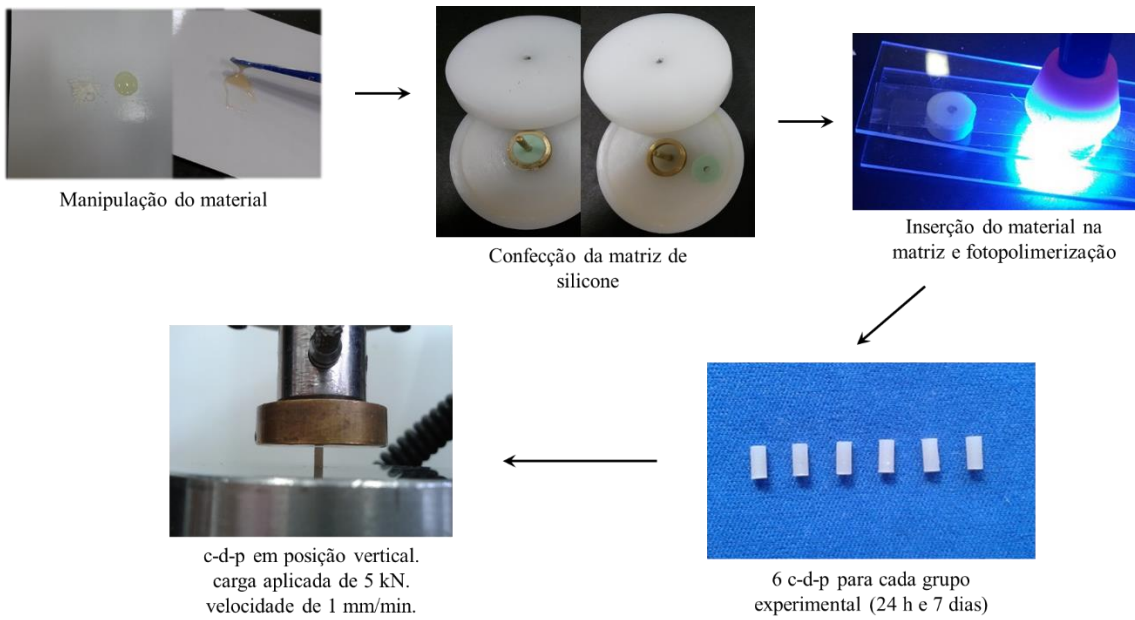 Manipulação do material
Confecção da matriz de
silicone
Inserção do material na
matriz e fotopolimerização
6 c-d-p para cada grupo
experimental (24 h e 7 dias)
c-d-p em posição vertical.
carga aplicada de 5 kN.
velocidade de 1 mm/min.